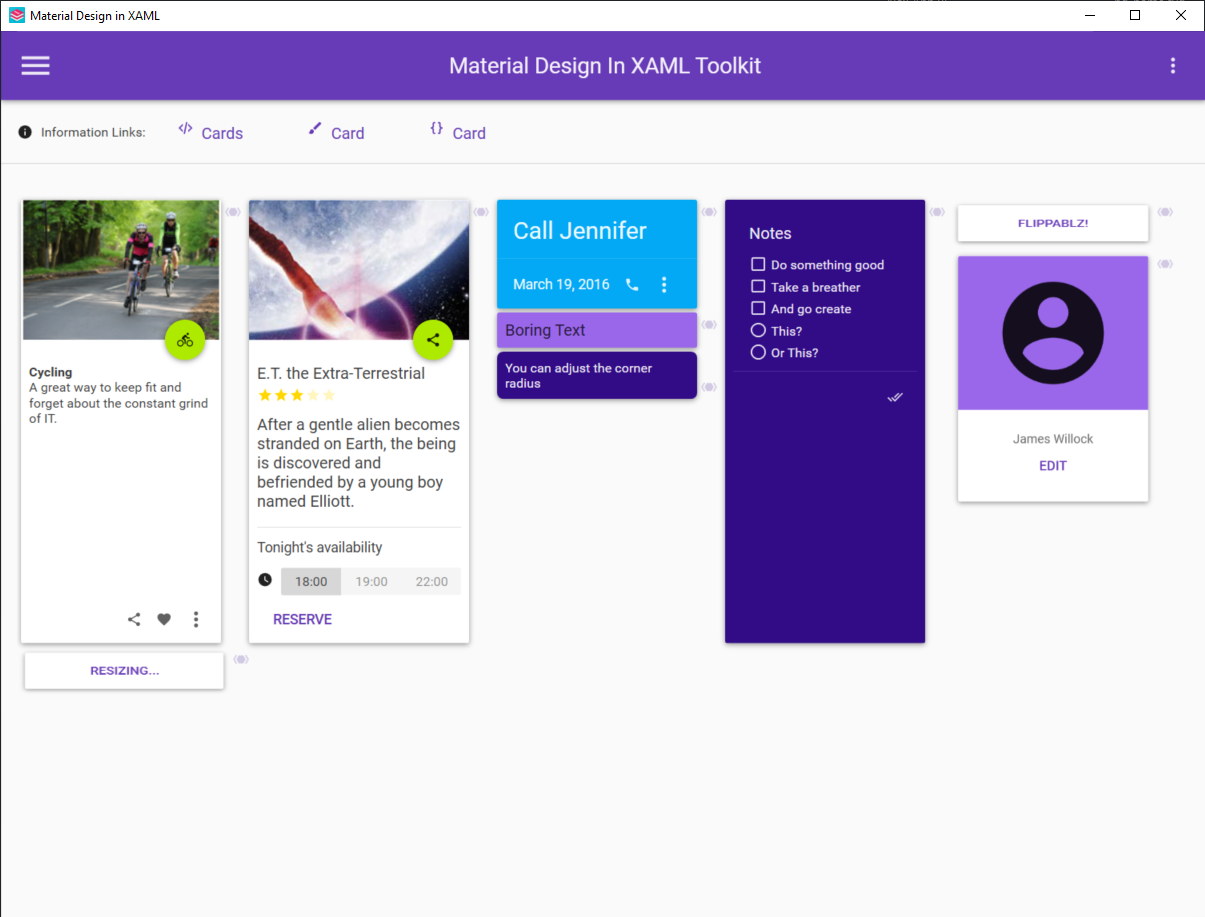 Material Design in XAML
Material Design In XAML Toolkit
Information Links:
Cards
Card
Card
Cycling
A great way to keep fit and
forget about the constant grind
of IT.
RESIZING...
E.T. the Extra-Terrestrial
After a gentle alien becomes
stranded on Earth, the being
is discovered and
befriended by a young boy
named Elliott.
Tonight's availability
18:00 19:00 22:00
RESERVE
Call Jennifer
March 19, 2016
Boring Text
You can adjust the corner
radius
Notes
Do something good
Take a breather
And go create
This?
Or This?
FLIPPABLZ!
James Willock
EDIT